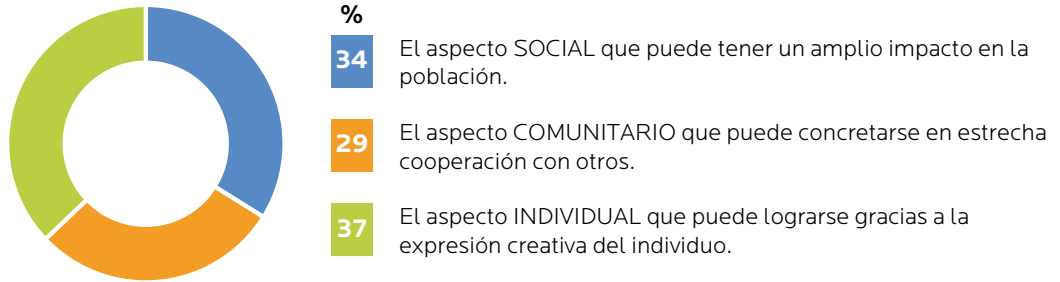 %
34 El aspecto SOCIAL que puede tener un amplio impacto en la
población.
29 El aspecto COMUNITARIO que puede concretarse en estrecha
cooperación con otros.
37 El aspecto INDIVIDUAL que puede lograrse gracias a la
expresión creativa del individuo.